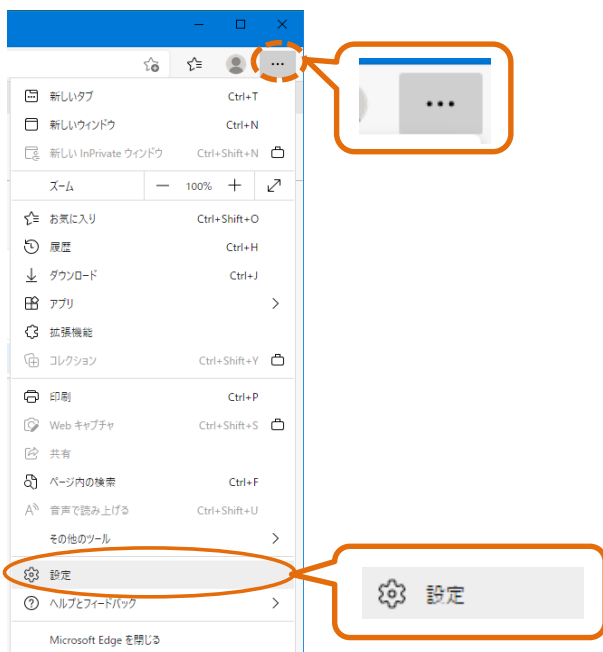 新しいタブ Ctrl+T
新しいウィンドウ Ctrl+N
新しい InPrivate ウィンドウ Ctrl+Shift+N
ズーム 100%
お気に入り Ctrl+Shift+O
履歴 Ctrl+H
ダウンロード Ctrl+J
アプリ
拡張機能
コレクション Ctrl+Shift+Y
印刷 Ctrl+P
Web キャプチャ Ctrl+Shift+S
共有
ページ内の検索 Ctrl+F
音声で読み上げる Ctrl+Shift+U
その他のツール
設定
ヘルプとフィードバック
Microsoft Edge を閉じる
設定